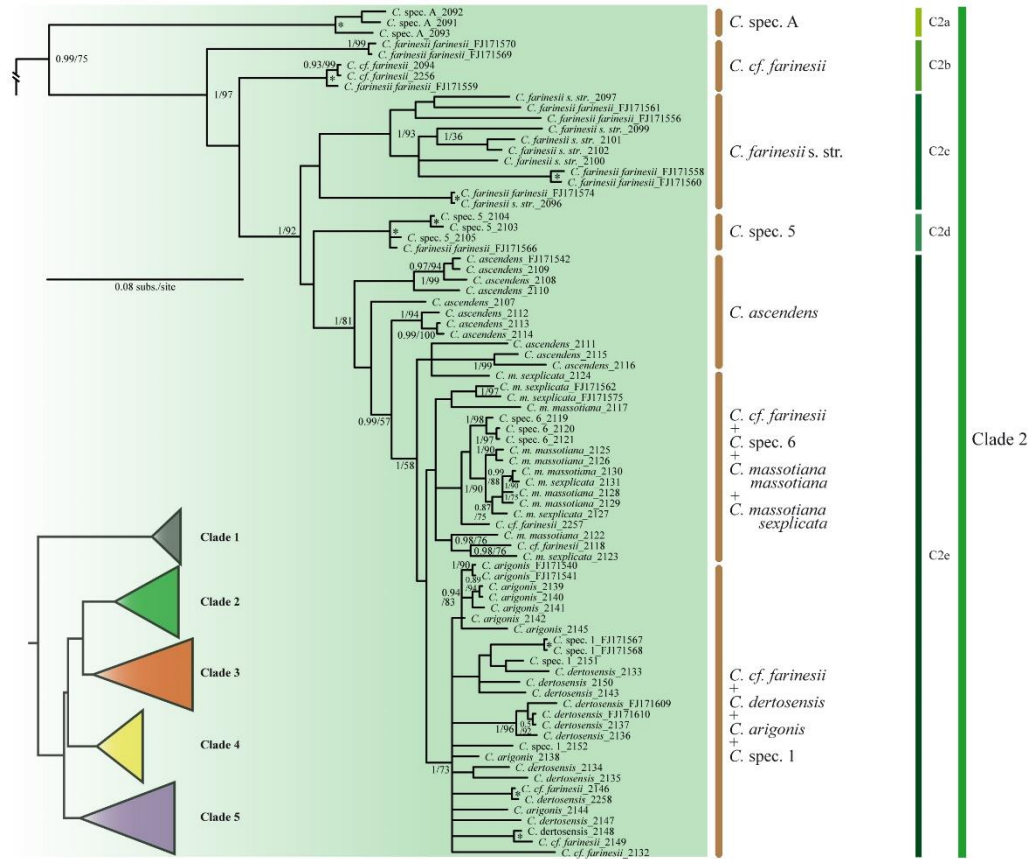 C. spec. A_2092
C. spec. A_2091
*
C. spec. A_2093
0.99/75
1/99
C. farinesii farinesii_FJ171570
C. farinesii farinesii_FJ171569
0.93/99
C. cf. farinesii_2094
*
C. cf. farinesii_2256
C. farinesii farinesii_FJ171559
1/97
C. farinesii s. str._2097
C. farinesii farinesii_FJ171561
C. farinesii farinesii_FJ171556
1/93
C. farinesii s. str._2099
1/36
C. farinesii s. str._2101
C. farinesii s. str._2102
C. farinesii s. str._2100
C. farinesii farinesii_FJ171558
*
C. farinesii farinesii_FJ171560
C. farinesii farinesii_FJ171574
*
C. farinesii s. str._2096
1/92
C. spec. 5_2104
*
C. spec. 5_2103
*
C. spec. 5_2105
C. farinesii farinesii_FJ171566
0.08 subs./site
0.97/94
C. ascendens_FJ171542
C. ascendens_2109
1/99
C. ascendens_2108
C. ascendens_2110
1/81
C. ascendens_2107
1/94
C. ascendens_2112
C. ascendens_2113
0.99/100
C. ascendens_2114
C. ascendens_2111
C. ascendens_2115
1/99
C. ascendens_2116
C. m. sexplicata_2124
C. m. sexplicata_FJ171562
1/97
C. m. sexplicata_FJ171575
C. m. massotiana_2117
0.99/57
1/98
C. spec. 6_2119
C. spec. 6_2120
1/97
C. spec. 6_2121
1/90
C. m. massotiana_2125
C. m. massotiana_2126
1/58
0.99
/88
C. m. massotiana_2130
1/90
C. m. sexplicata_2131
1/90
C. m. massotiana_2128
1/75
C. m. massotiana_2129
0.87
/75
C. m. sexplicata_2127
C. cf. farinesii_2257
C. m. massotiana_2122
0.98/76
C. cf. farinesii_2118
0.98/76
C. m. sexplicata_2123
1/90
C. arigonis_FJ171540
C. arigonis_FJ171541
0.89
/94
C. arigonis_2139
0.94
/83
C. arigonis_2140
C. arigonis_2141
C. arigonis_2142
C. arigonis_2145
*
C. spec. 1_FJ171567
C. spec. 1_FJ171568
C. spec. 1_2151
C. dertosensis_2133
C. dertosensis_2150
C. dertosensis_2143
C. dertosensis_FJ171609
C. dertosensis_FJ171610
1/96
0.5
/92
C. dertosensis_2137
C. dertosensis_2136
C. spec. 1_2152
C. arigonis_2138
1/73
C. dertosensis_2134
C. dertosensis_2135
*
C. cf. farinesii_2146
C. dertosensis_2258
C. arigonis_2144
C. dertosensis_2147
*
C. dertosensis_2148
C. cf. farinesii_2149
C. cf. farinesii_2132
Clade 1
Clade 2
Clade 3
Clade 4
Clade 5
C. spec. A
C. cf. farinesii
C. farinesii s. str.
C. spec. 5
C. ascendens
C. cf. farinesii
+
C. spec. 6
+
C. massotiana
massotiana
+
C. massotiana
sexplicata
C. cf. farinesii
+
C. dertosensis
+
C. arigonis
+
C. spec. 1
C2a
C2b
C2c
C2d
C2e
Clade 2